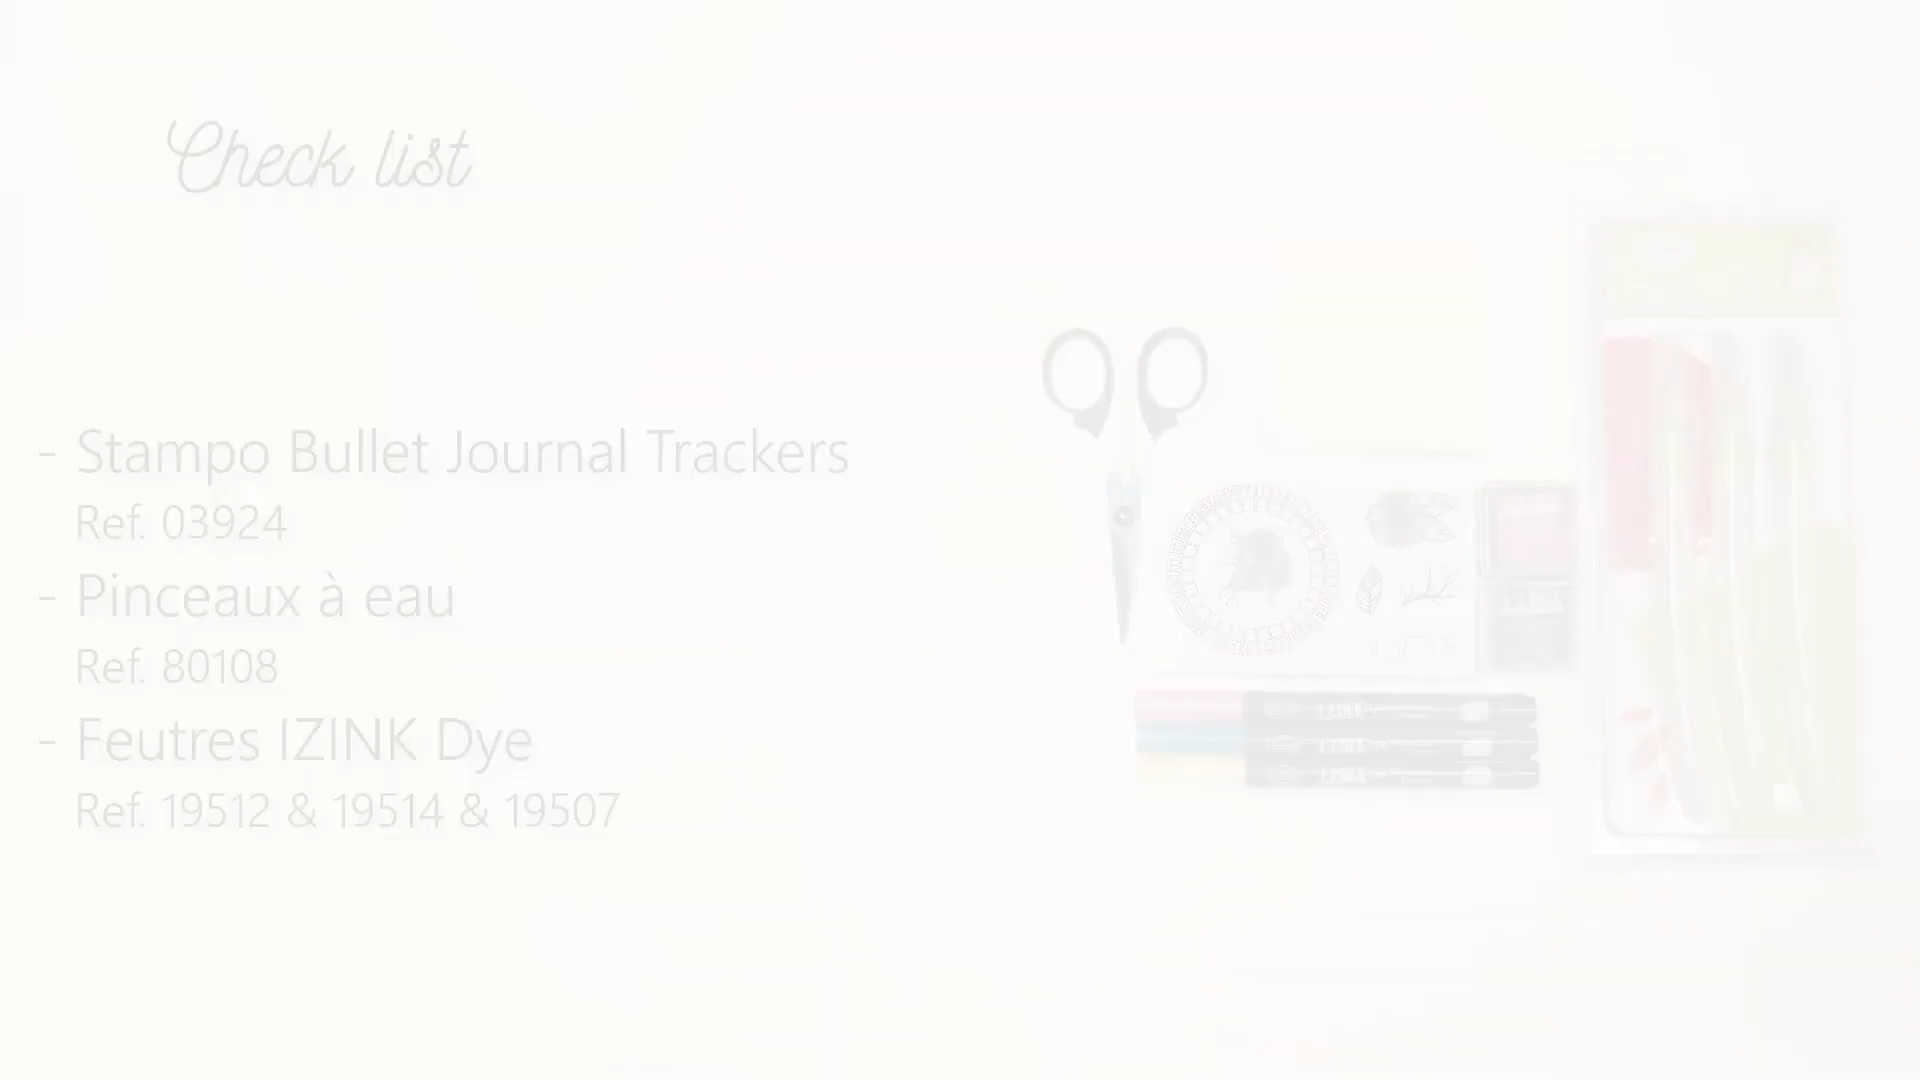 Check list
- Stampo Bullet Journal Trackers
Ref. 03924
- Pinceaux à eau
Ref. 80108
- Feutres IZINK Dye
Ref. 19512 & 19514 & 19507